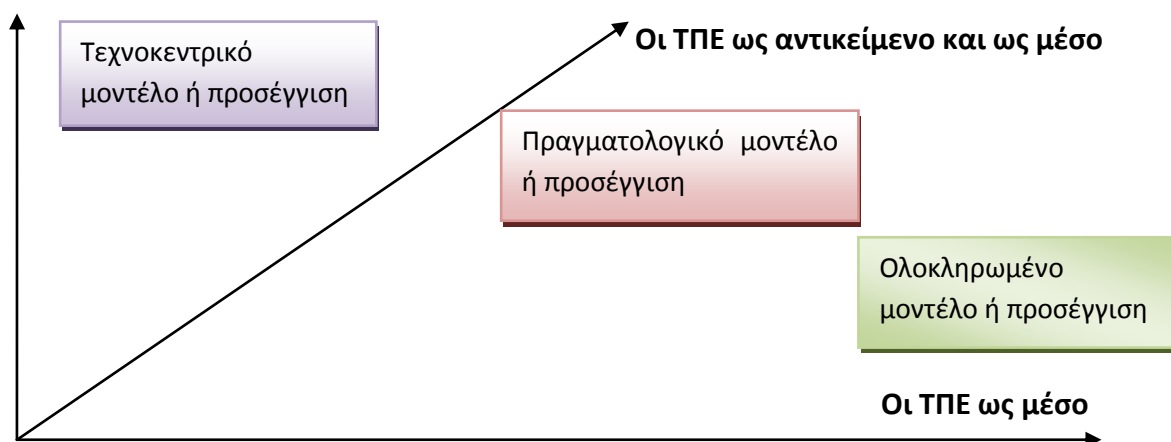 Τεχνοκεντρικό
μοντέλο ή προσέγγιση
Οι ΤΠΕ ως αντικείμενο και ως μέσο
Πραγματολογικό μοντέλο
ή προσέγγιση
Ολοκληρωμένο
μοντέλο ή προσέγγιση
Οι ΤΠΕ ως μέσο